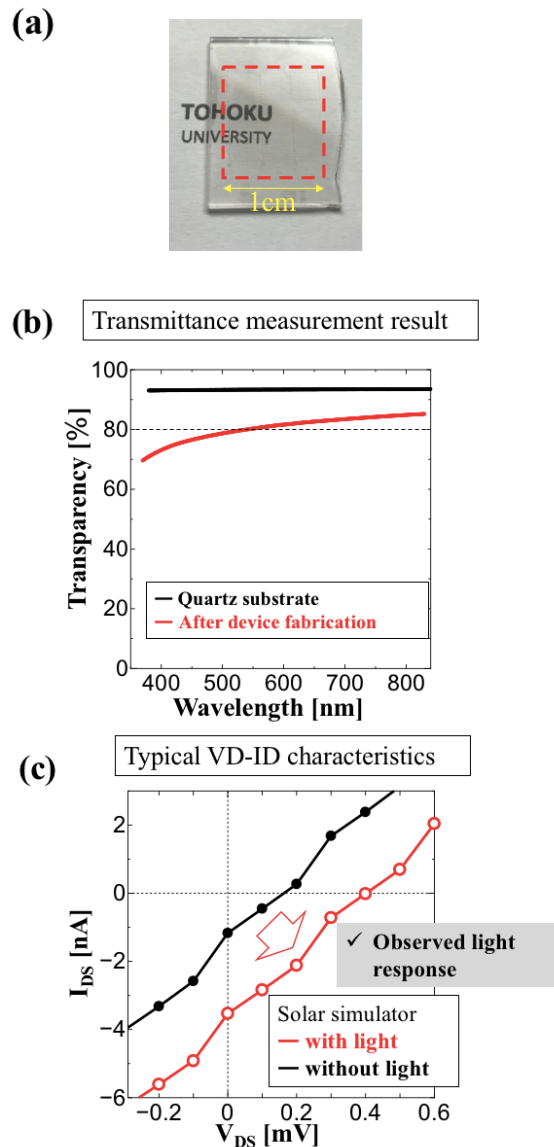 (a)
TOHOKU
UNIVERSITY
1cm
(b)
Transmittance measurement result
Transparency [%]
100
80
60
40
20
0
Quartz substrate
After device fabrication
400 500 600 700 800
Wavelength [nm]
(c)
Typical VD-ID characteristics
I_DS [nA]
2
0
−2
−4
−6
✓ Observed light
response
Solar simulator
with light
without light
−0.2 0 0.2 0.4 0.6
V_DS [mV]